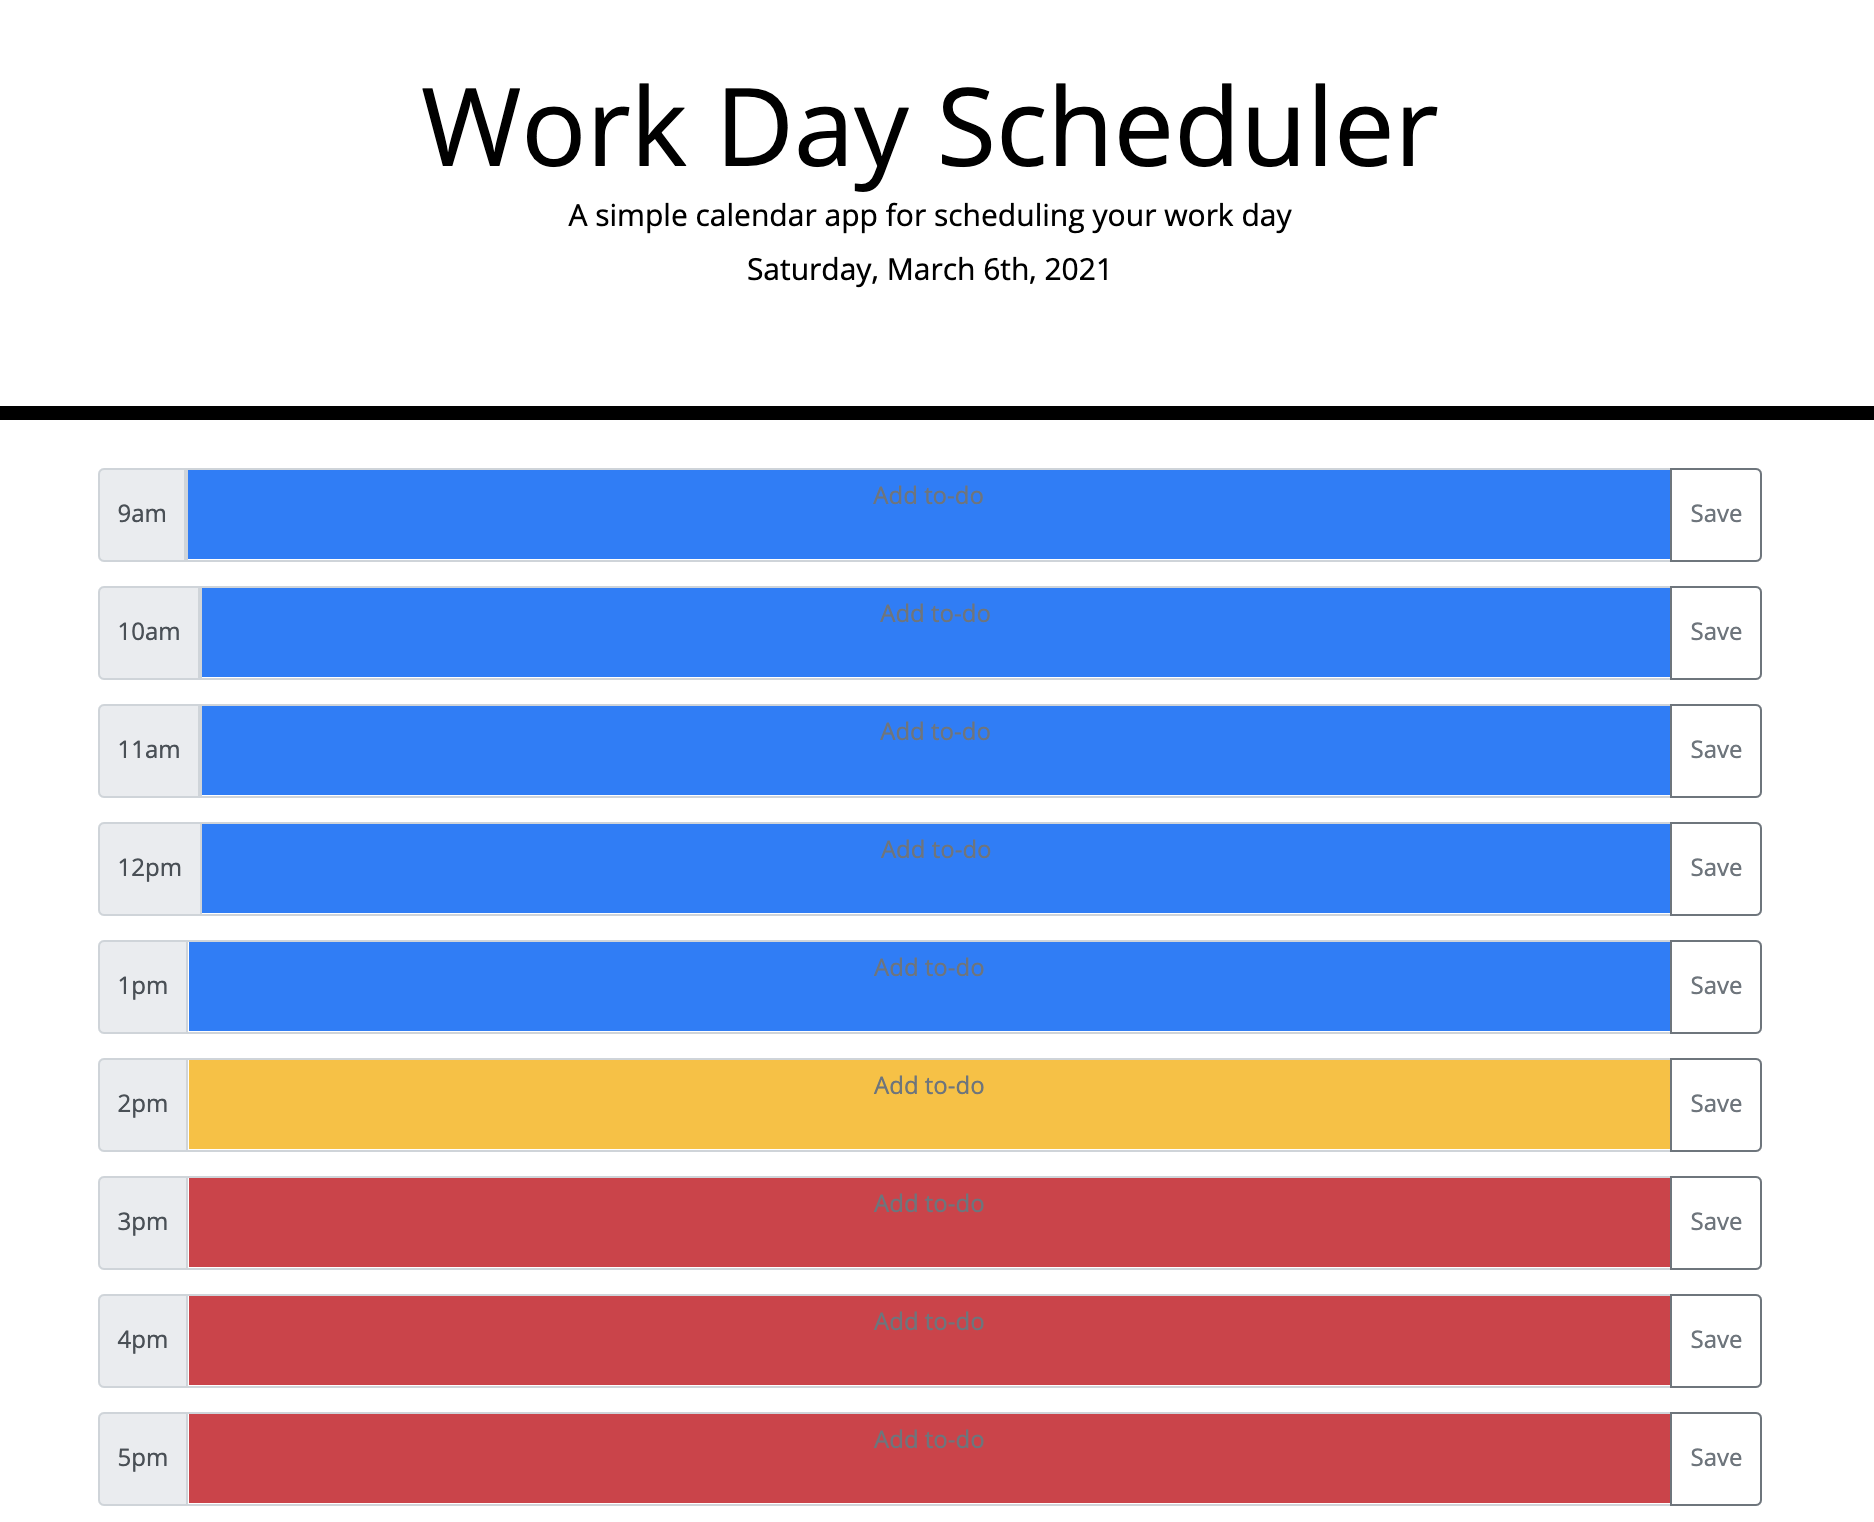 Work Day Scheduler
A simple calendar app for scheduling your work day
Saturday, March 6th, 2021
9am Add to-do Save
10am Add to-do Save
11am Add to-do Save
12pm Add to-do Save
1pm Add to-do Save
2pm Add to-do Save
3pm Add to-do Save
4pm Add to-do Save
5pm Add to-do Save